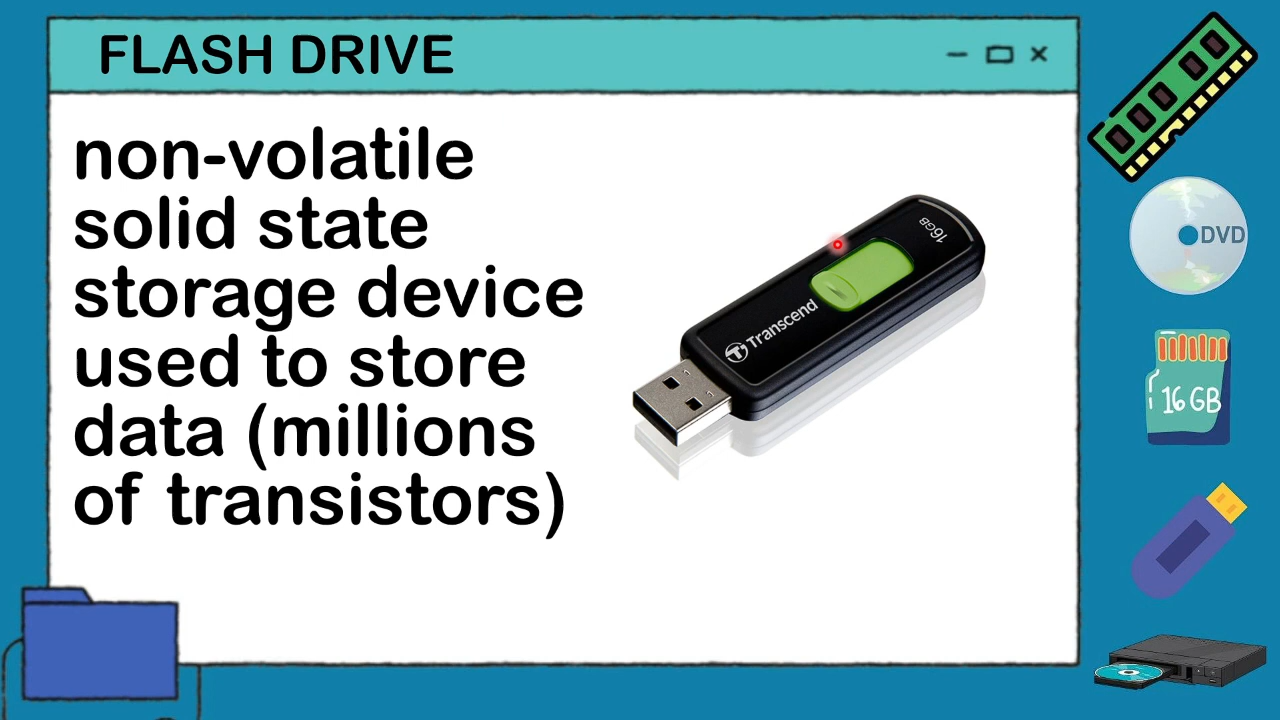 FLASH DRIVE
non-volatile
solid state
storage device
used to store
data (millions
of transistors)
16GB
Transcend
DVD
16 GB